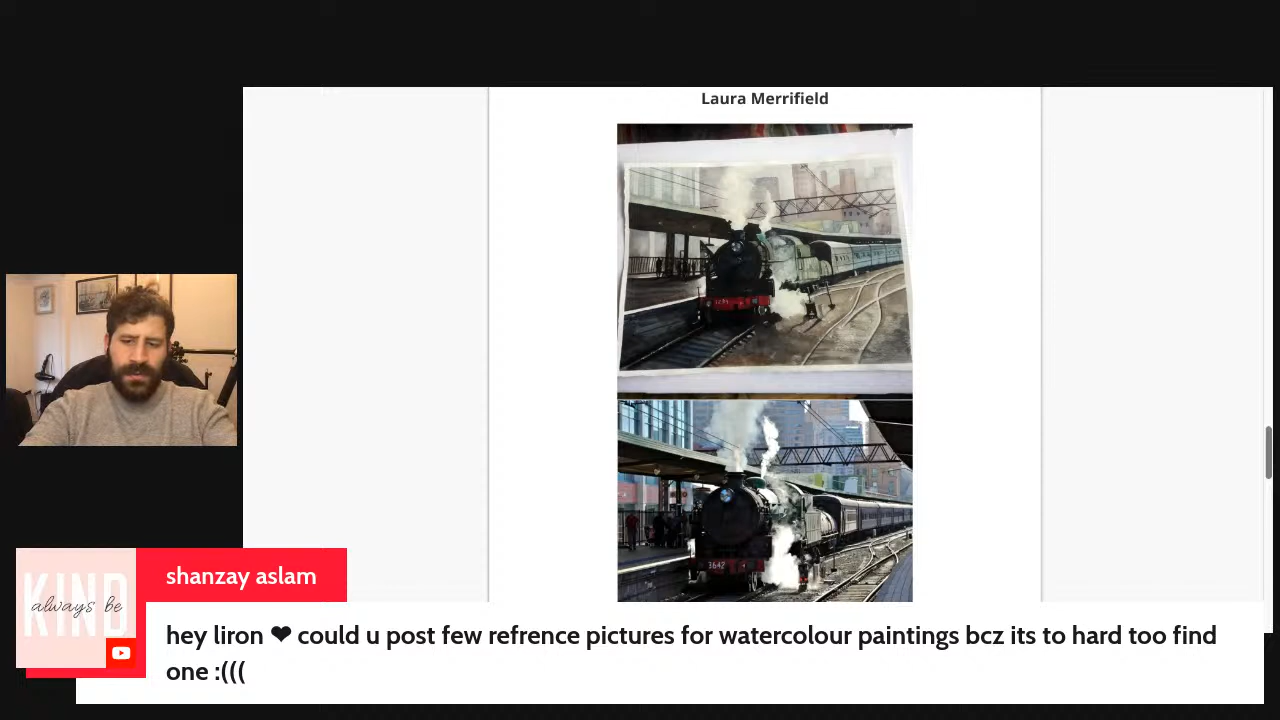 Laura Merrifield
3642
shanzay aslam
KIND
always be
hey liron ❤ could u post few refrence pictures for watercolour paintings bcz its to hard too find
one :(((